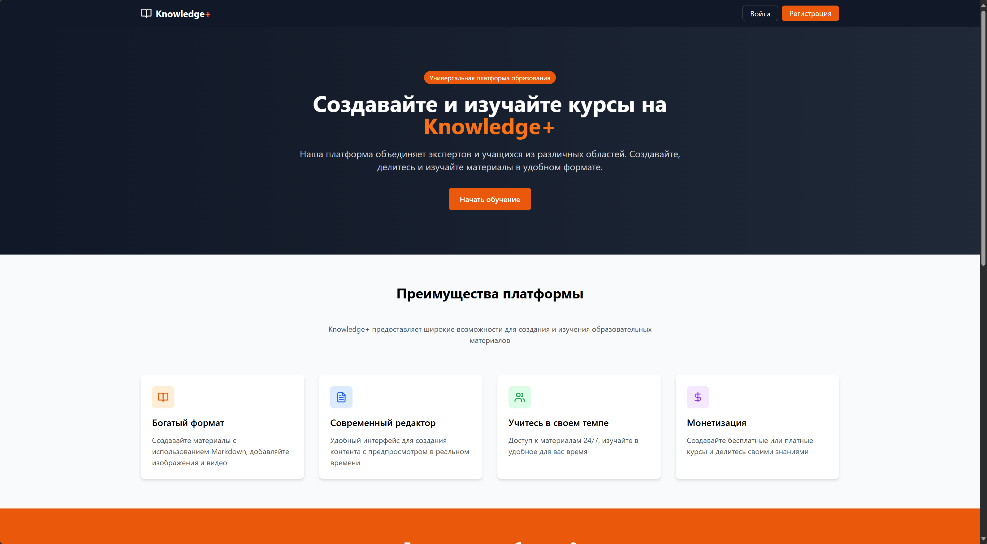 Knowledge+
Войти
Регистрация
Универсальная платформа образования
Создавайте и изучайте курсы на
Knowledge+
Наша платформа объединяет экспертов и учащихся из различных областей. Создавайте,
делитесь и изучайте материалы в удобном формате.
Начать обучение
Преимущества платформы
Knowledge+ предоставляет широкие возможности для создания и изучения образовательных
материалов
Богатый формат
Создавайте материалы с
использованием Markdown, добавляйте
изображения и видео
Современный редактор
Удобный интерфейс для создания
контента с предпросмотром в реальном
времени
Учитесь в своем темпе
Доступ к материалам 24/7, изучайте в
удобное для вас время
Монетизация
Создавайте бесплатные или платные
курсы и делитесь своими знаниями